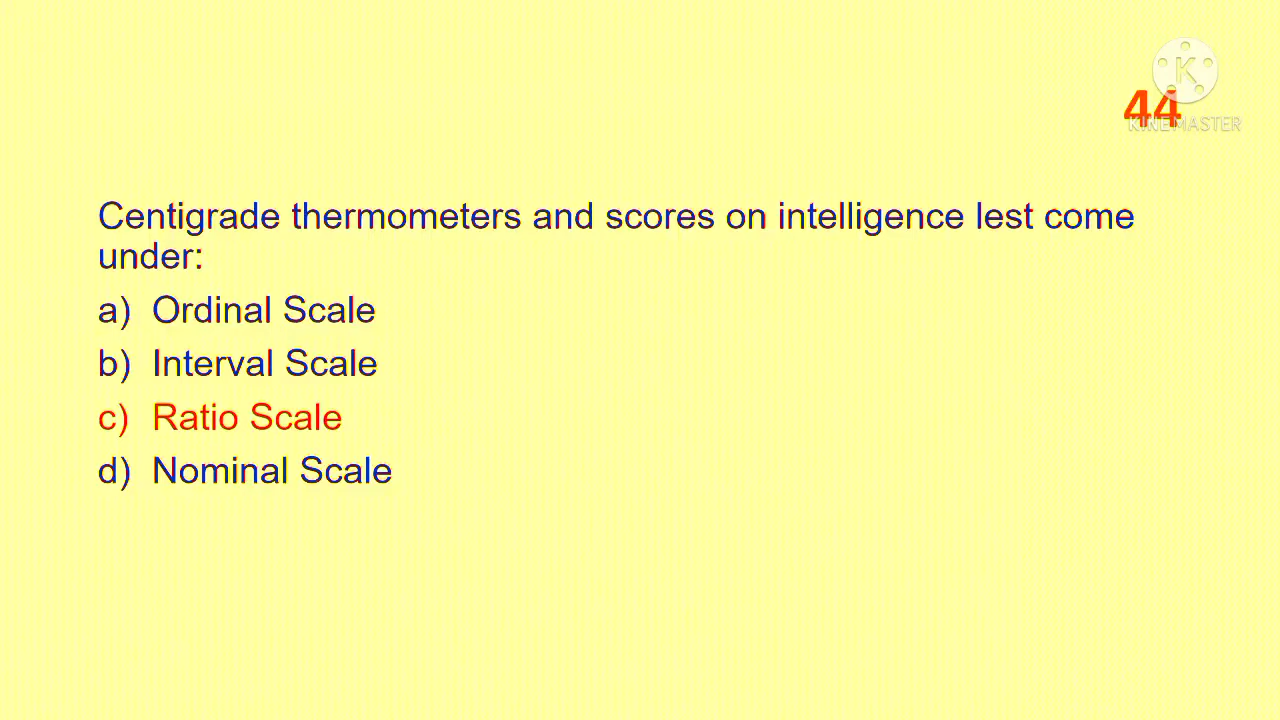 K
44
KINEMASTER
Centigrade thermometers and scores on intelligence lest come
under:
a) Ordinal Scale
b) Interval Scale
c) Ratio Scale
d) Nominal Scale